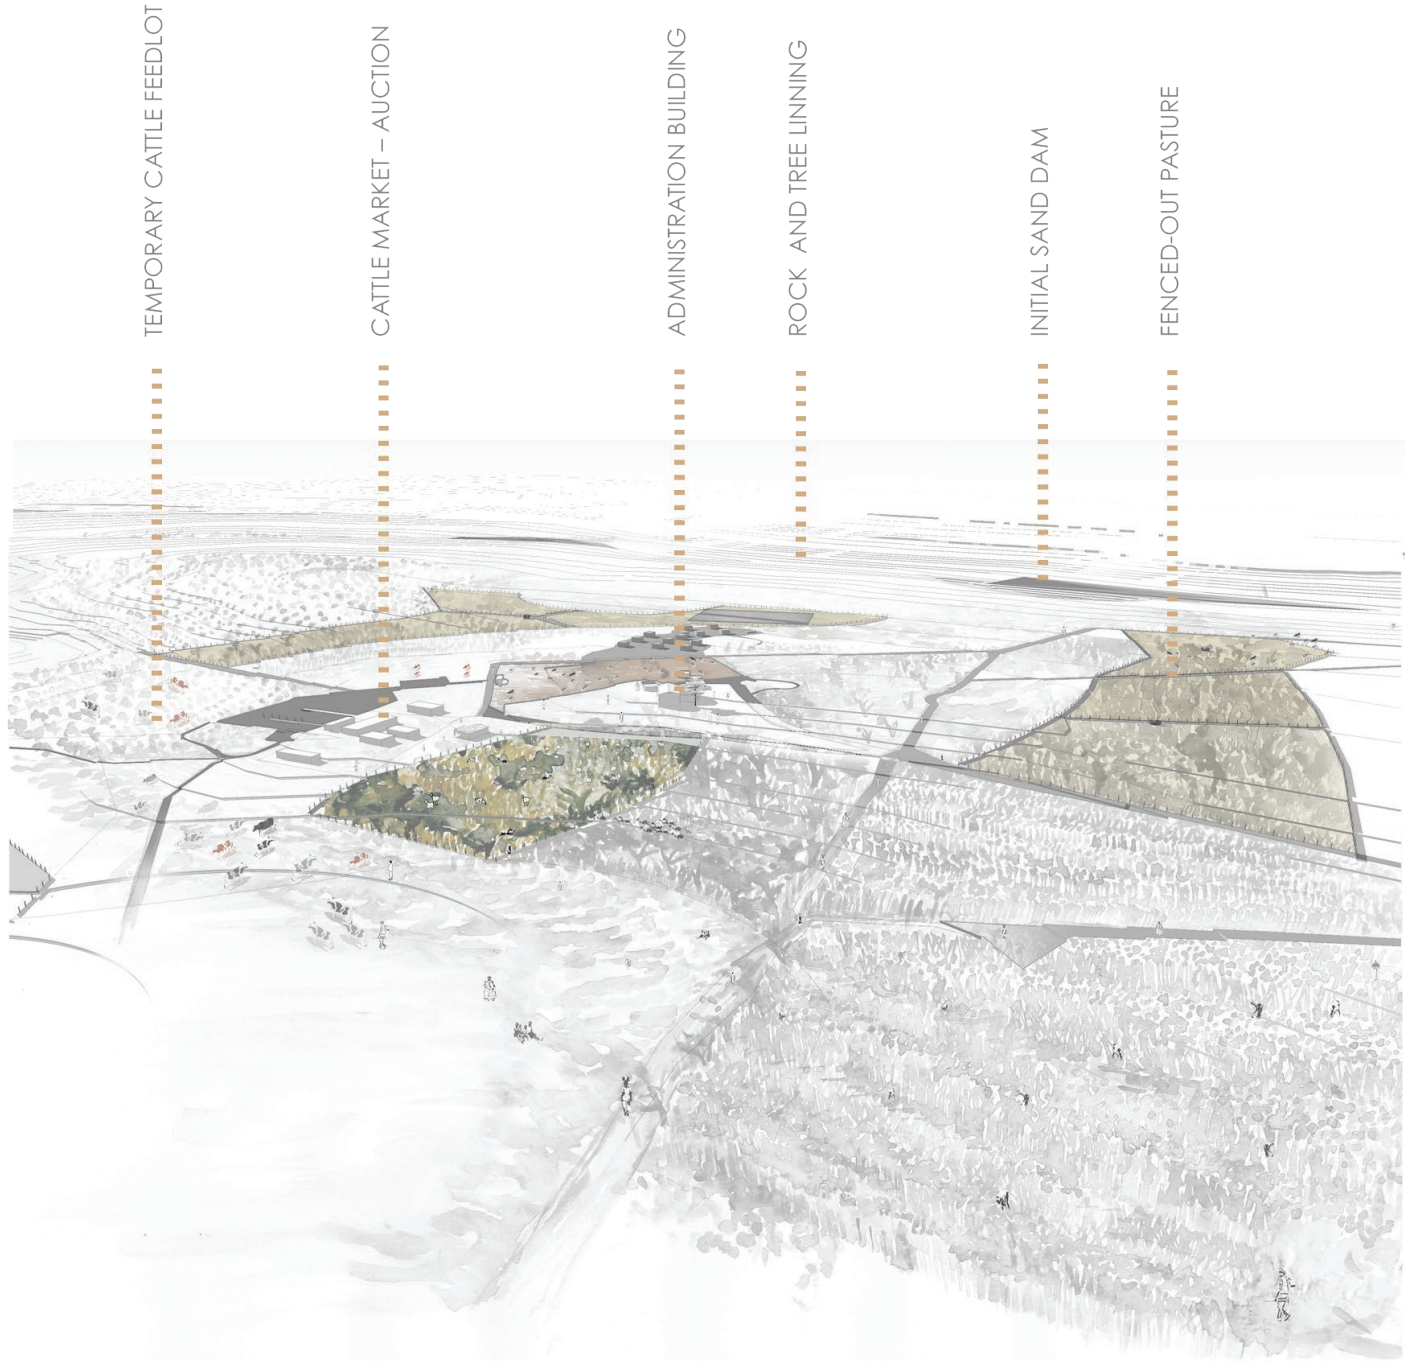 TEMPORARY CATTLE FEEDLOT
CATTLE MARKET – AUCTION
ADMINISTRATION BUILDING
ROCK AND TREE LINNING
INITIAL SAND DAM
FENCED-OUT PASTURE